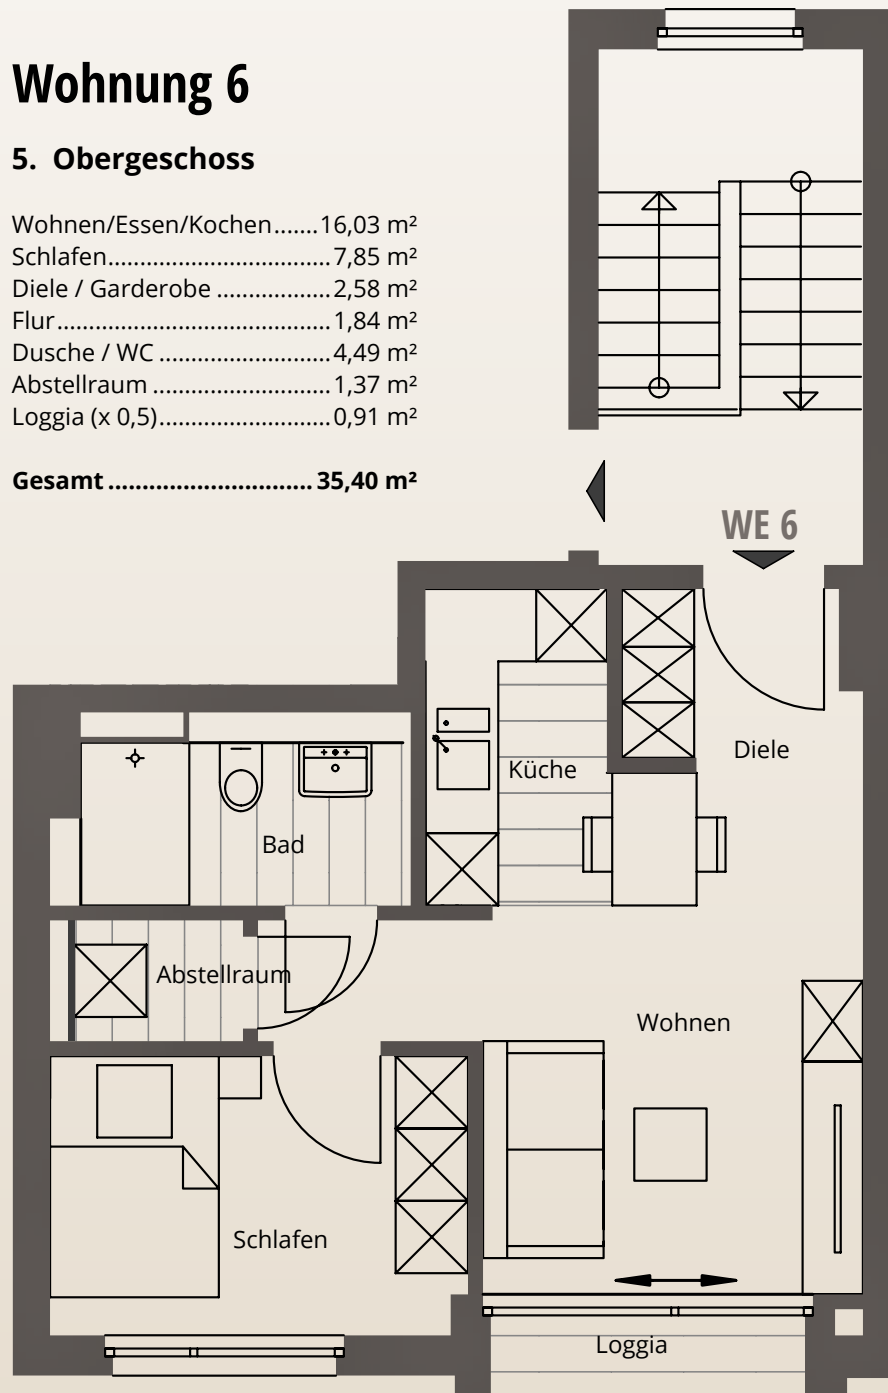 Wohnung 6
5. Obergeschoss
Wohnen/Essen/Kochen.......16,03 m²
Schlafen.................................7,85 m²
Diele / Garderobe .................2,58 m²
Flur........................................1,84 m²
Dusche / WC .........................4,49 m²
Abstellraum ..........................1,37 m²
Loggia (x 0,5).........................0,91 m²
Gesamt .............................. 35,40 m²
WE 6
Diele
Küche
Bad
Abstellraum
Wohnen
Schlafen
Loggia